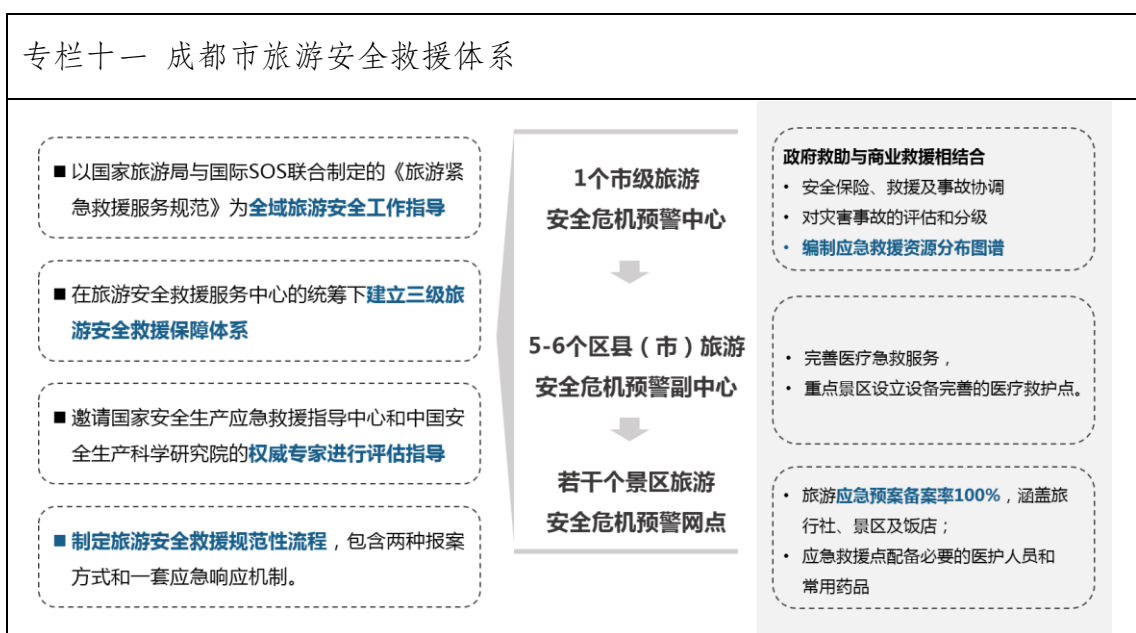 专栏十一 成都市旅游安全救援体系
■ 以国家旅游局与国际SOS联合制定的《旅游紧
急救援服务规范》为全域旅游安全工作指导
■ 在旅游安全救援服务中心的统筹下建立三级旅
游安全救援保障体系
■ 邀请国家安全生产应急救援指导中心和中国安
全生产科学研究院的权威专家进行评估指导
■ 制定旅游安全救援规范性流程，包含两种报案
方式和一套应急响应机制。
1个市级旅游
安全危机预警中心
5-6个区县（市）旅游
安全危机预警副中心
若干个景区旅游
安全危机预警网点
政府救助与商业救援相结合
• 安全保险、救援及事故协调
• 对灾害事故的评估和分级
• 编制应急救援资源分布图谱
• 完善医疗急救服务，
• 重点景区设立设备完善的医疗救护点。
• 旅游应急预案备案率100%，涵盖旅
行社、景区及饭店；
• 应急救援点配备必要的医护人员和
常用药品